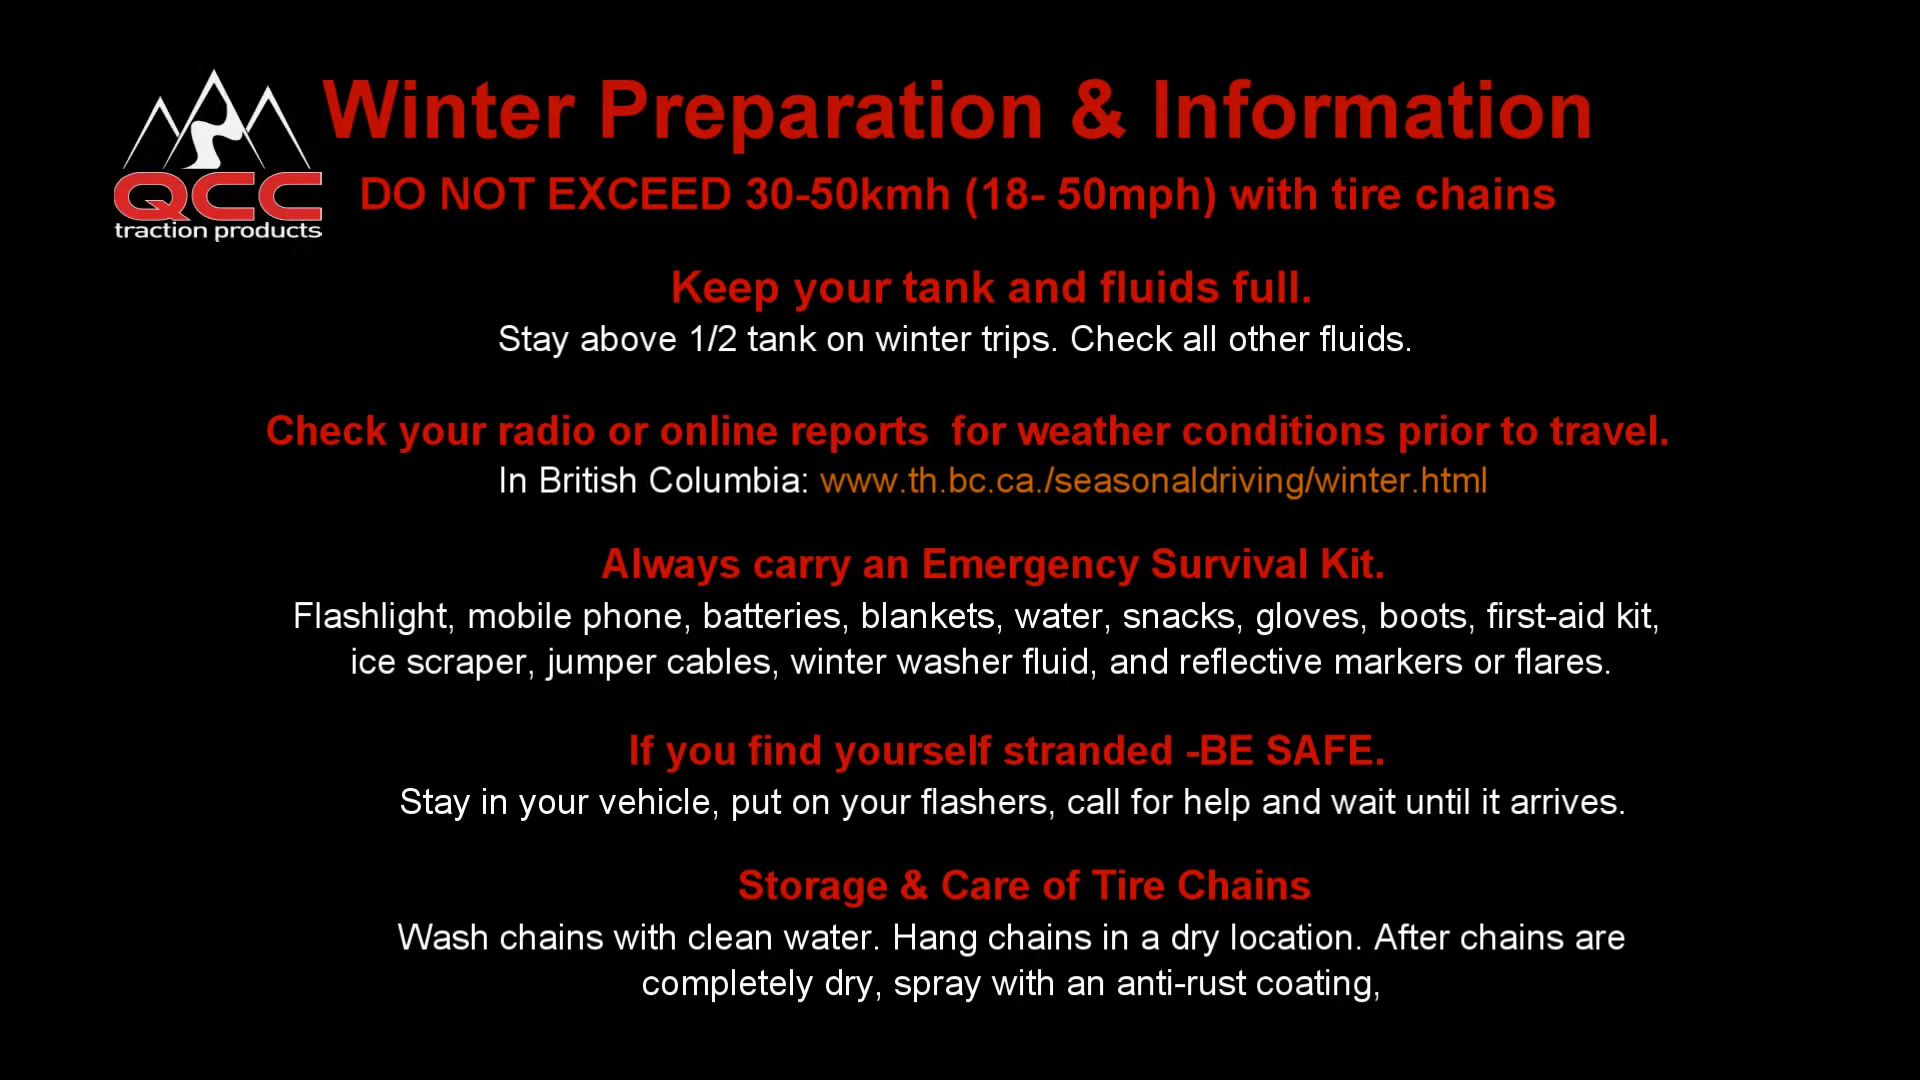 Winter Preparation & Information
QCC
traction products
DO NOT EXCEED 30-50kmh (18- 50mph) with tire chains
Keep your tank and fluids full.
Stay above 1/2 tank on winter trips. Check all other fluids.
Check your radio or online reports  for weather conditions prior to travel.
In British Columbia: www.th.bc.ca./seasonaldriving/winter.html
Always carry an Emergency Survival Kit.
Flashlight, mobile phone, batteries, blankets, water, snacks, gloves, boots, first-aid kit,
ice scraper, jumper cables, winter washer fluid, and reflective markers or flares.
If you find yourself stranded -BE SAFE.
Stay in your vehicle, put on your flashers, call for help and wait until it arrives.
Storage & Care of Tire Chains
Wash chains with clean water. Hang chains in a dry location. After chains are
completely dry, spray with an anti-rust coating,